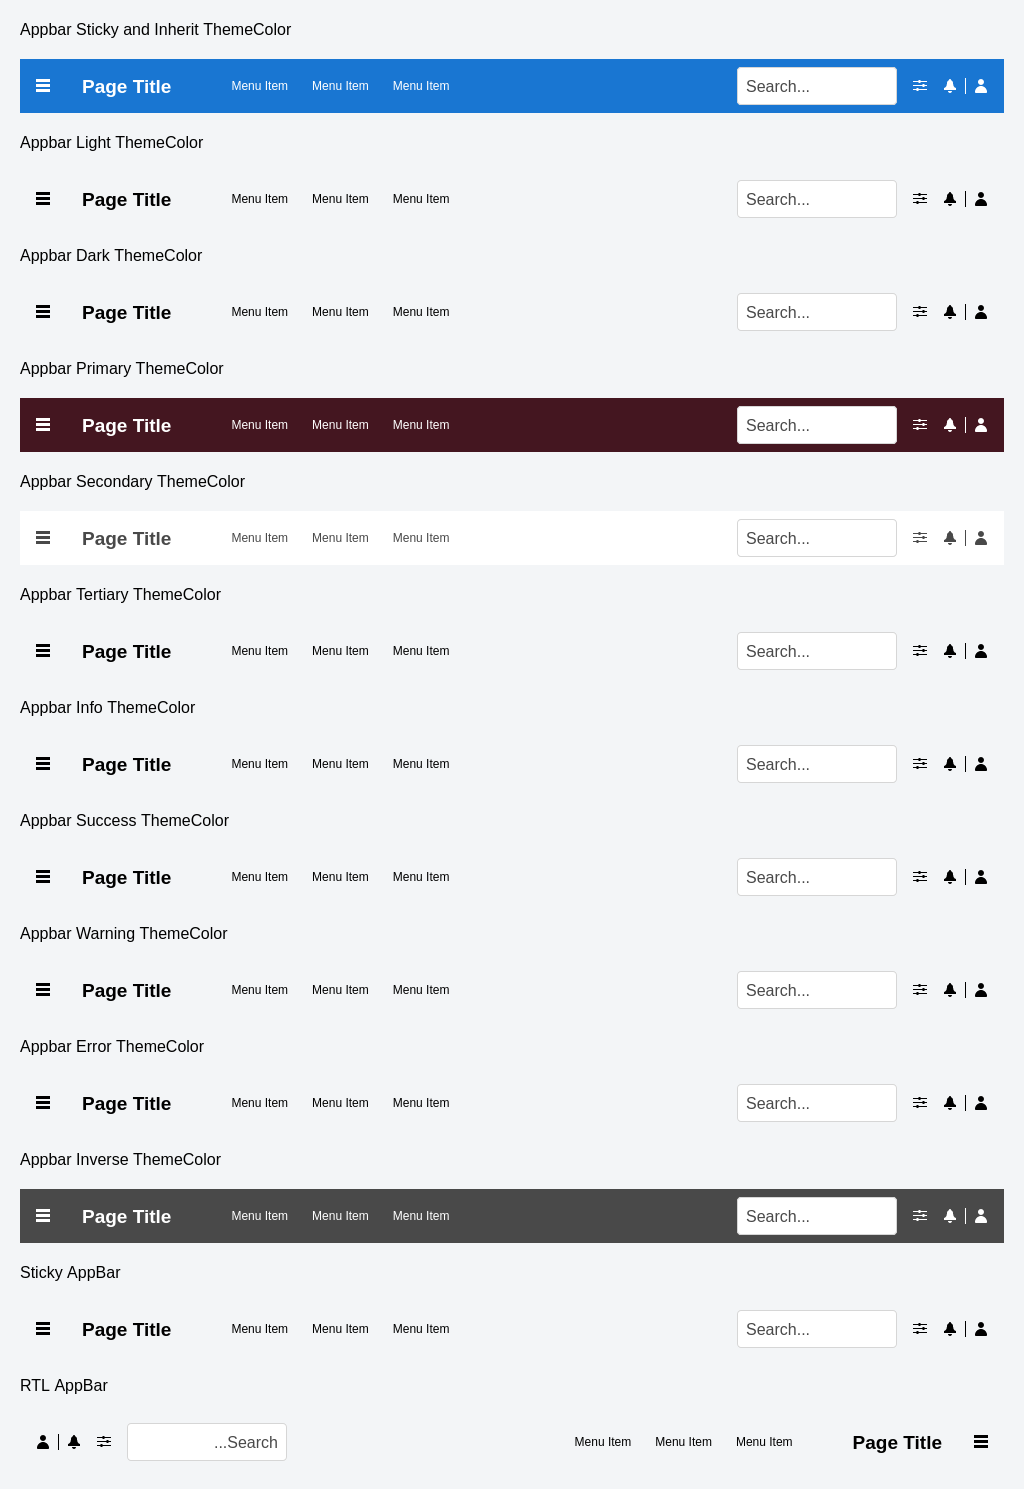 Appbar Sticky and Inherit ThemeColor
Page Title Menu Item Menu Item Menu Item Search...
Appbar Light ThemeColor
Page Title Menu Item Menu Item Menu Item Search...
Appbar Dark ThemeColor
Page Title Menu Item Menu Item Menu Item Search...
Appbar Primary ThemeColor
Page Title Menu Item Menu Item Menu Item Search...
Appbar Secondary ThemeColor
Page Title Menu Item Menu Item Menu Item Search...
Appbar Tertiary ThemeColor
Page Title Menu Item Menu Item Menu Item Search...
Appbar Info ThemeColor
Page Title Menu Item Menu Item Menu Item Search...
Appbar Success ThemeColor
Page Title Menu Item Menu Item Menu Item Search...
Appbar Warning ThemeColor
Page Title Menu Item Menu Item Menu Item Search...
Appbar Error ThemeColor
Page Title Menu Item Menu Item Menu Item Search...
Appbar Inverse ThemeColor
Page Title Menu Item Menu Item Menu Item Search...
Sticky AppBar
Page Title Menu Item Menu Item Menu Item Search...
RTL AppBar
...Search Menu Item Menu Item Menu Item Page Title